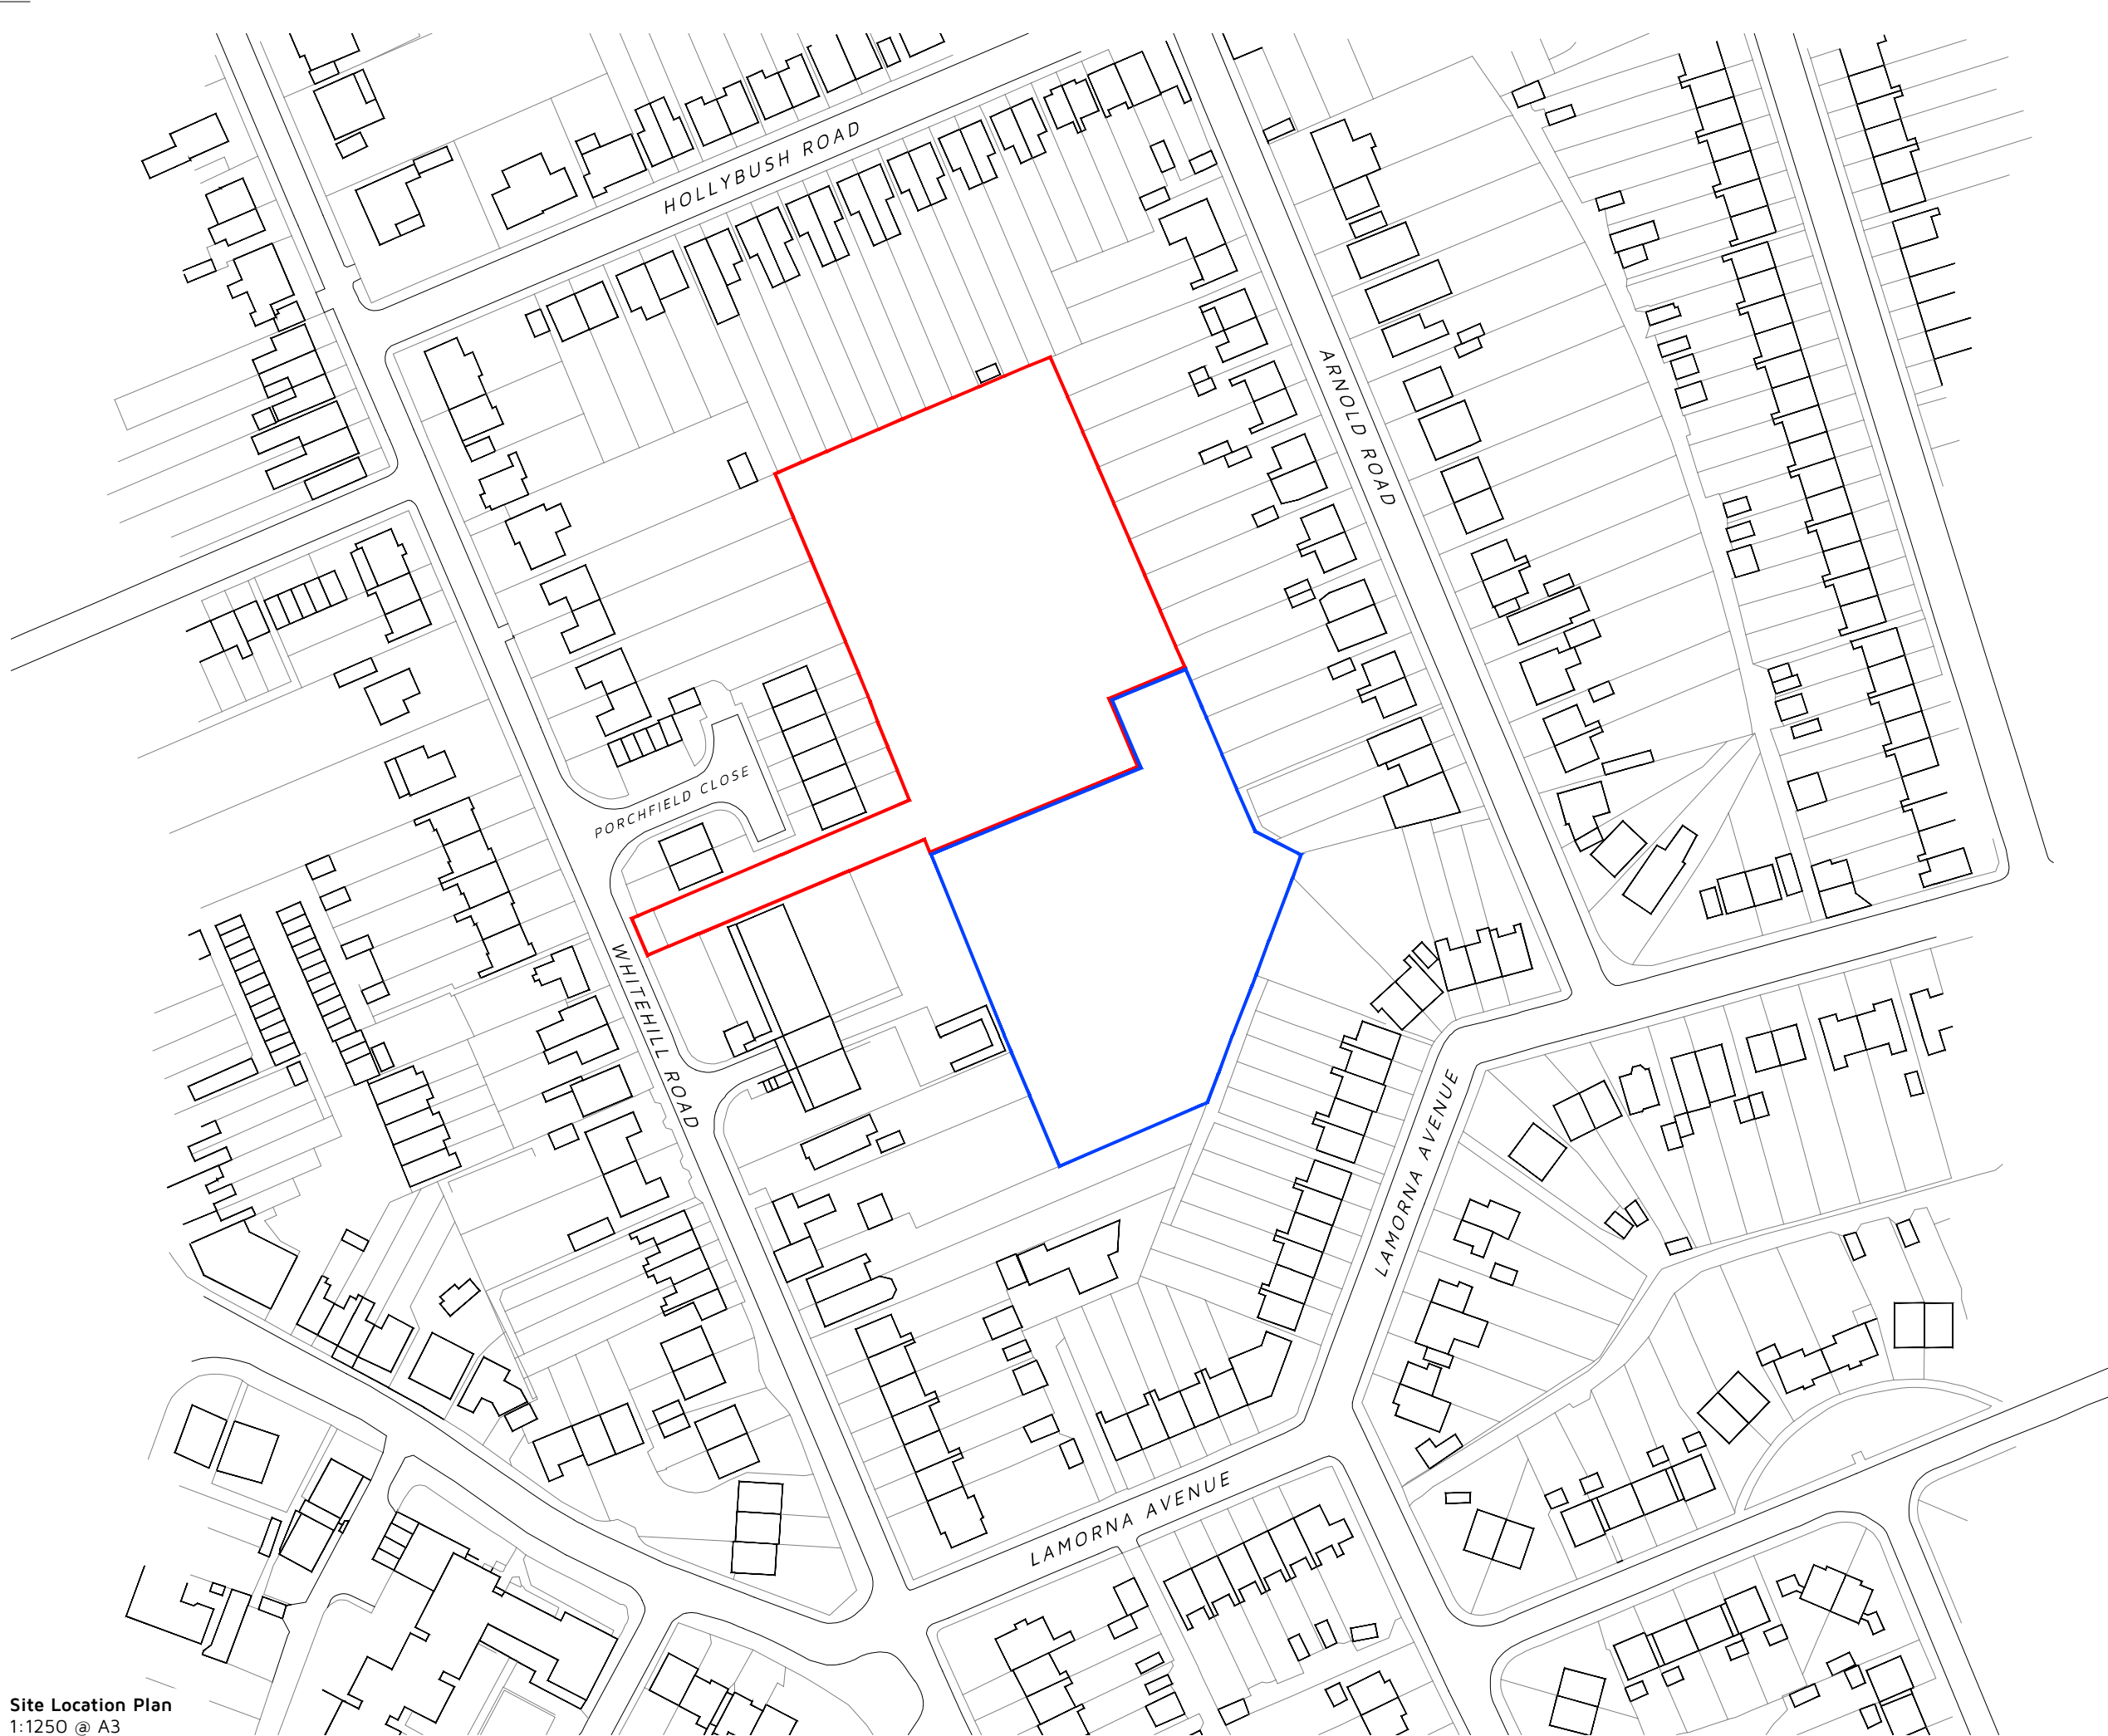 HOLLYBUSH ROAD
ARNOLD ROAD
PORCHFIELD CLOSE
WHITEHILL ROAD
LAMORNA AVENUE
LAMORNA AVENUE
Site Location Plan
1:1250 @ A3